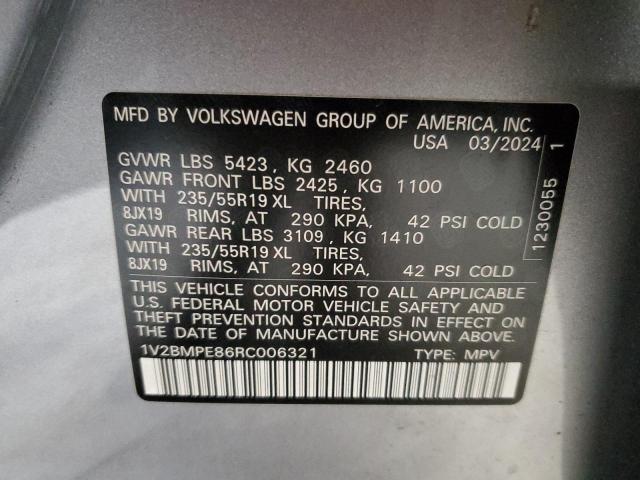 MFD BY VOLKSWAGEN GROUP OF AMERICA, INC.
USA 03/2024
GVWR LBS 5423 , KG 2460
GAWR FRONT LBS 2425 , KG 1100
WITH 235/55R19 XL TIRES,
8JX19 RIMS, AT 290 KPA, 42 PSI COLD
GAWR REAR LBS 3109 , KG 1410
WITH 235/55R19 XL TIRES,
8JX19 RIMS, AT 290 KPA, 42 PSI COLD
THIS VEHICLE CONFORMS TO ALL APPLICABLE
U.S. FEDERAL MOTOR VEHICLE SAFETY AND
THEFT PREVENTION STANDARDS IN EFFECT ON
THE DATE OF MANUFACTURE SHOWN ABOVE.
1V2BMPE86RC006321 TYPE: MPV
1230055 1